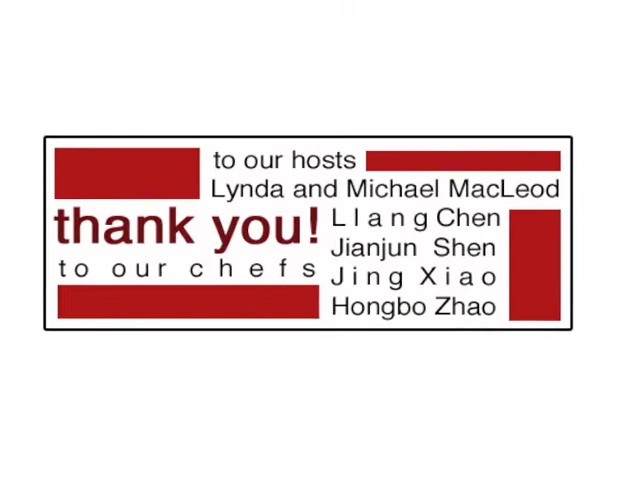 to our hosts
Lynda and Michael MacLeod
thank you!
to our chefs
Llang Chen
Jianjun Shen
Jing Xiao
Hongbo Zhao